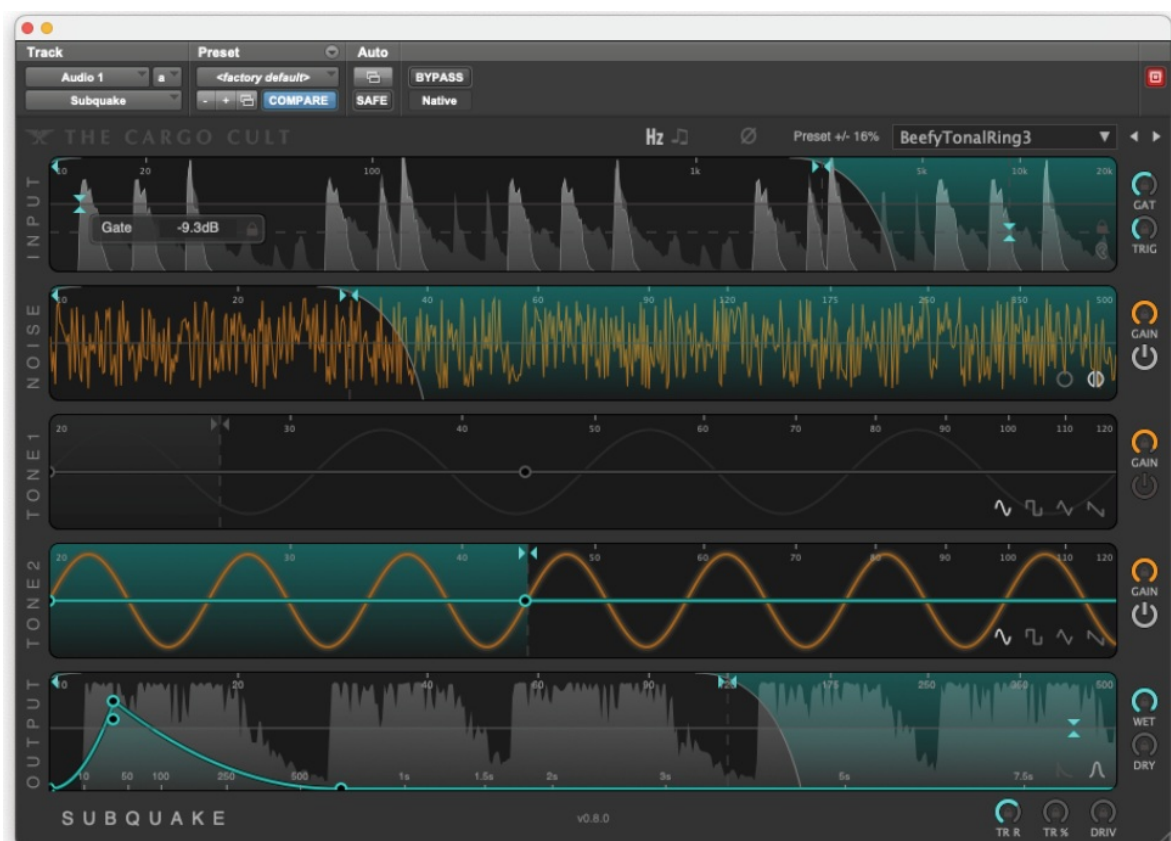 Track Preset Auto
Audio 1 a <factory default> BYPASS
Subquake - + COMPARE SAFE Native
THE CARGO CULT Hz Preset +/- 16% BeefyTonalRing3
INPUT
20 100 1k 5k 10k 20k
Gate -9.3dB
GAT
TRIG
NOISE
20 40 60 90 120 175 250 350 500
GAIN
TONE1
20 30 40 50 60 70 80 90 100 110 120
GAIN
TONE2
20 30 40 50 60 70 80 90 100 110 120
GAIN
OUTPUT
20 40 60 90 175 250 350 500
WET
DRY
10 50 100 250 500 1s 1.5s 2s 3s 5s 7.5s
SUBQUAKE v0.8.0
TR R TR % DRIV